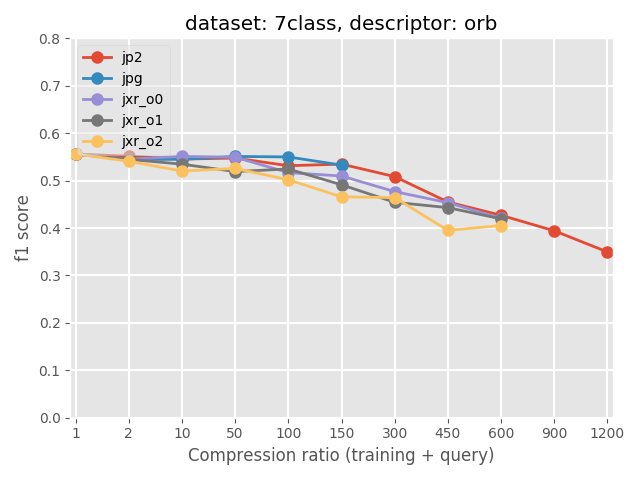 dataset: 7class, descriptor: orb
0.8
0.7
0.6
0.5
0.4
0.3
0.2
0.1
0.0
f1 score
jp2
jpg
jxr_o0
jxr_o1
jxr_o2
1 2 10 50 100 150 300 450 600 900 1200
Compression ratio (training + query)